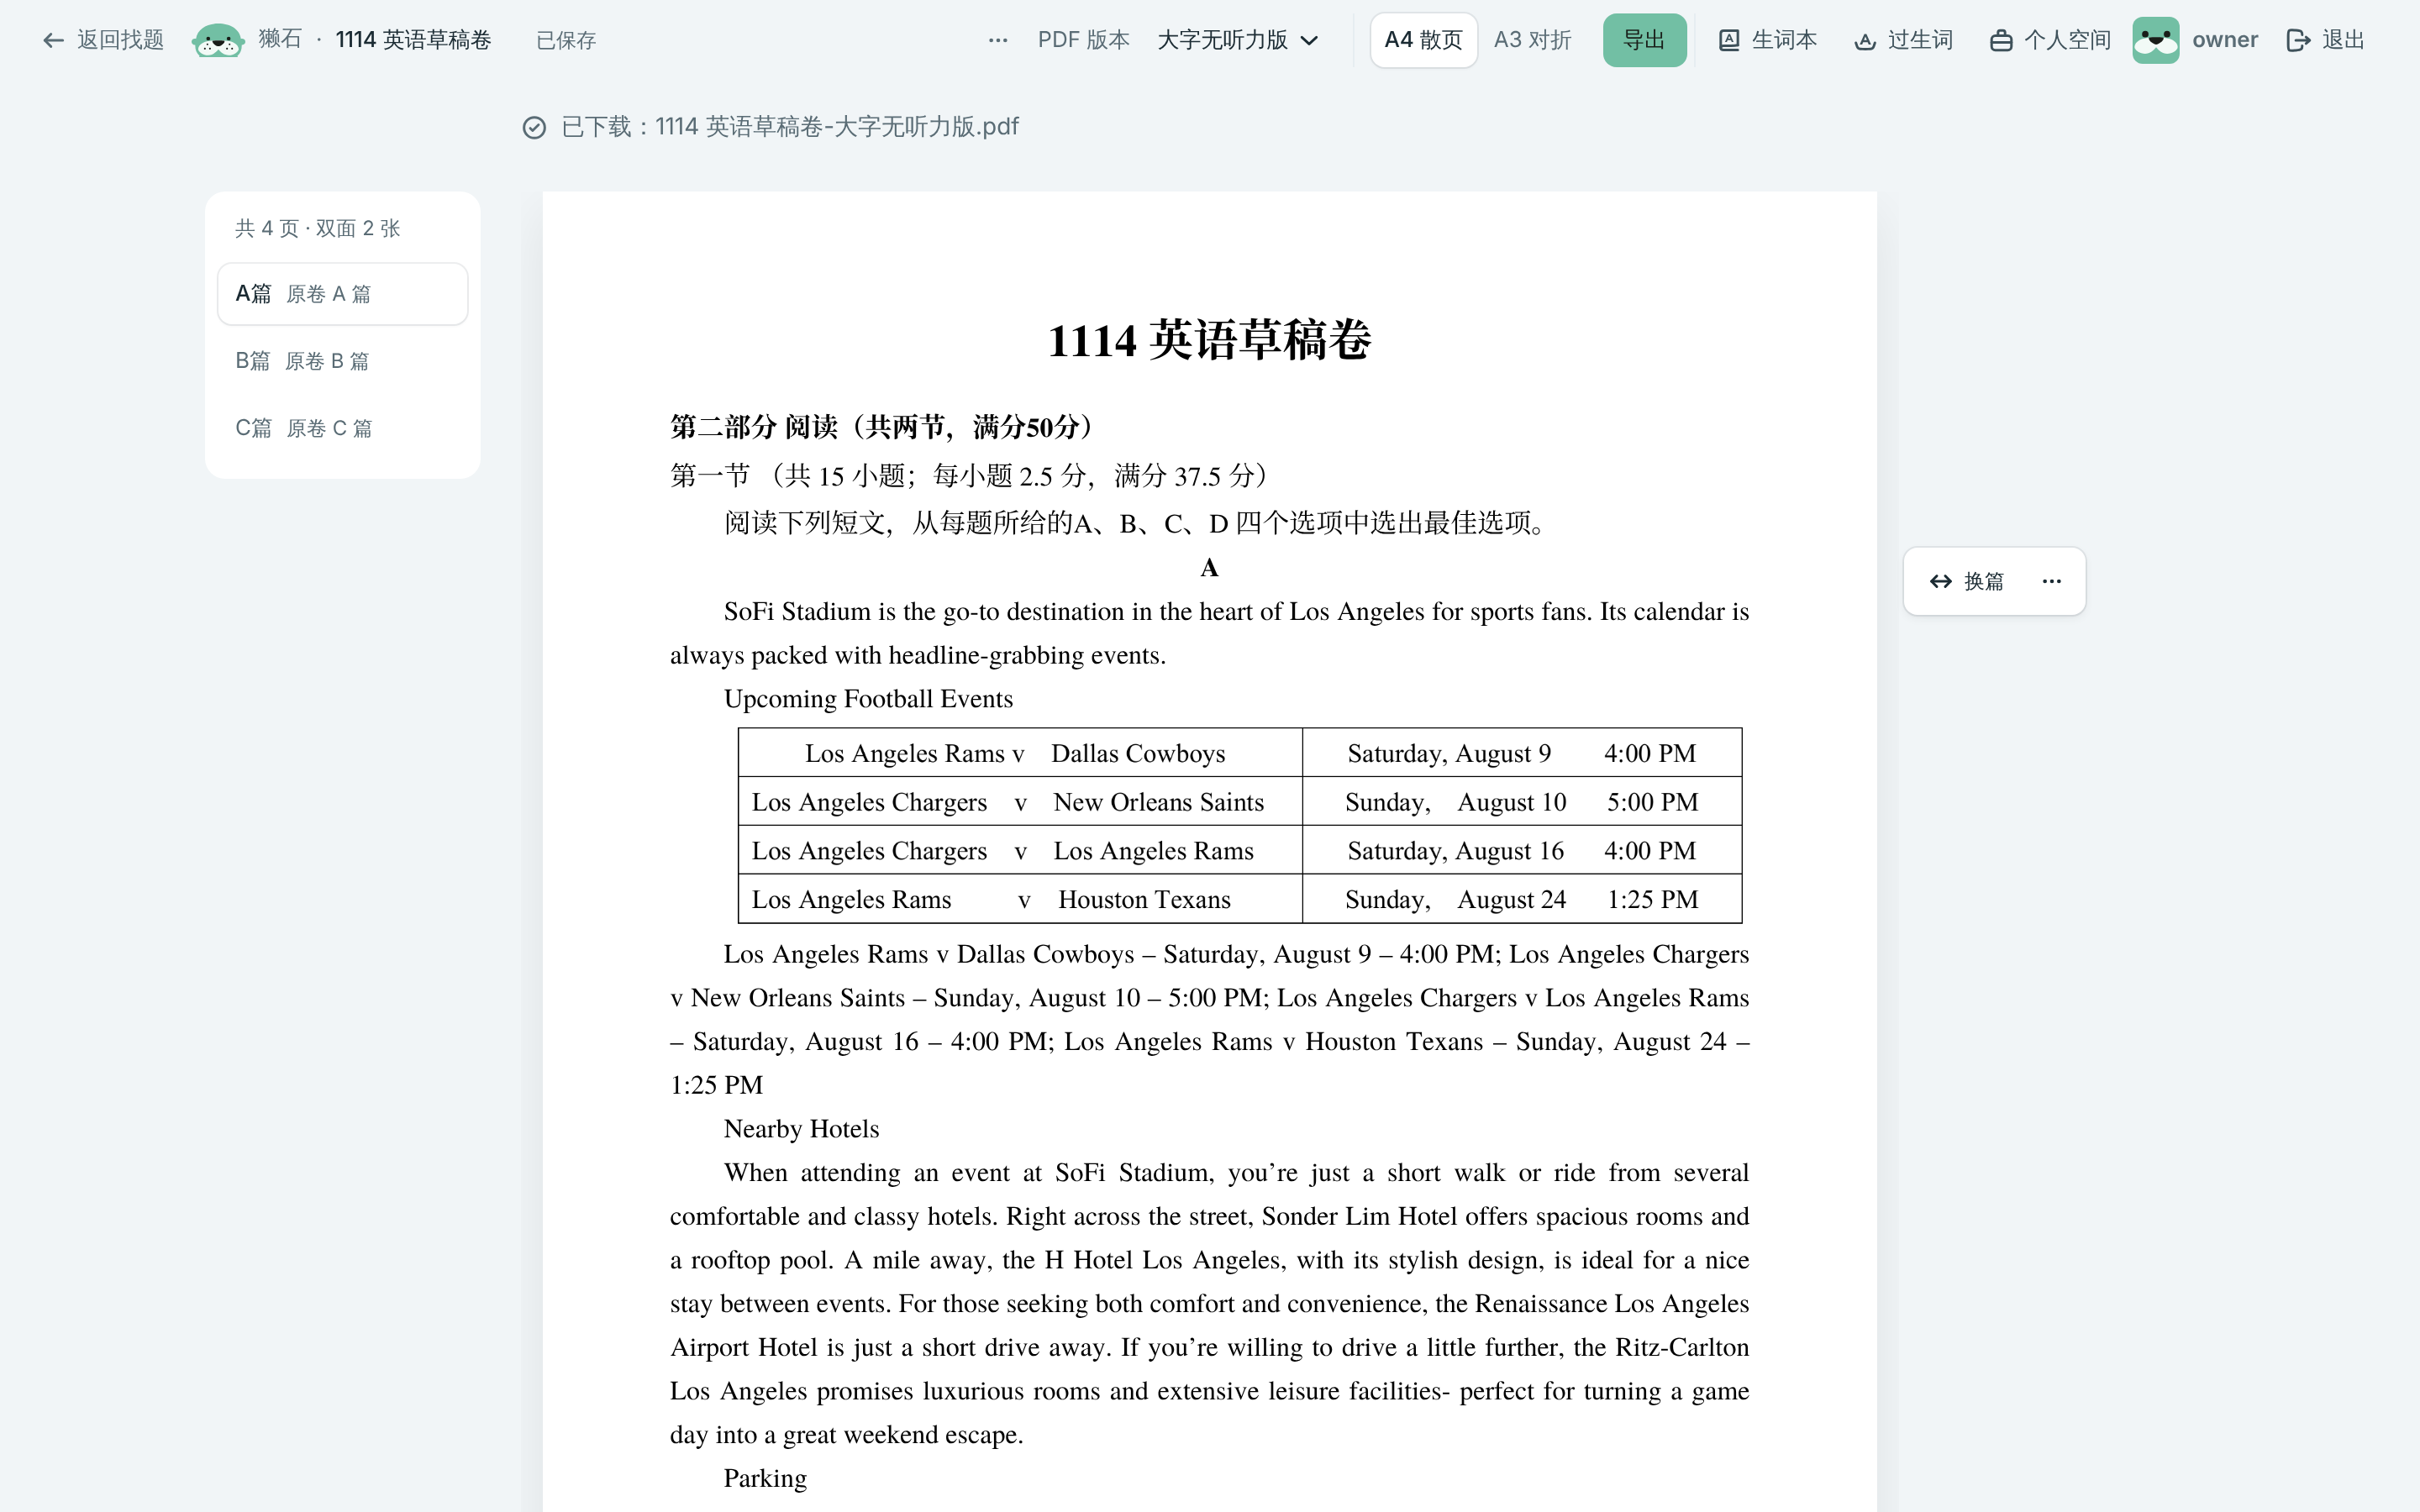 返回找题 獭石 · 1114 英语草稿卷 已保存 ··· PDF 版本 大字无听力版 A4 散页 A3 对折 导出 生词本 过生词 个人空间 owner 退出
已下载：1114 英语草稿卷-大字无听力版.pdf
共 4 页 · 双面 2 张
A篇 原卷 A 篇
B篇 原卷 B 篇
C篇 原卷 C 篇
1114 英语草稿卷
第二部分 阅读（共两节，满分50分）
第一节 （共 15 小题；每小题 2.5 分，满分 37.5 分）
阅读下列短文，从每题所给的A、B、C、D 四个选项中选出最佳选项。
A
换篇 ···
SoFi Stadium is the go-to destination in the heart of Los Angeles for sports fans. Its calendar is
always packed with headline-grabbing events.
Upcoming Football Events
Los Angeles Rams v Dallas Cowboys Saturday, August 9 4:00 PM
Los Angeles Chargers v New Orleans Saints Sunday, August 10 5:00 PM
Los Angeles Chargers v Los Angeles Rams Saturday, August 16 4:00 PM
Los Angeles Rams v Houston Texans Sunday, August 24 1:25 PM
Los Angeles Rams v Dallas Cowboys – Saturday, August 9 – 4:00 PM; Los Angeles Chargers
v New Orleans Saints – Sunday, August 10 – 5:00 PM; Los Angeles Chargers v Los Angeles Rams
– Saturday, August 16 – 4:00 PM; Los Angeles Rams v Houston Texans – Sunday, August 24 –
1:25 PM
Nearby Hotels
When attending an event at SoFi Stadium, you’re just a short walk or ride from several
comfortable and classy hotels. Right across the street, Sonder Lim Hotel offers spacious rooms and
a rooftop pool. A mile away, the H Hotel Los Angeles, with its stylish design, is ideal for a nice
stay between events. For those seeking both comfort and convenience, the Renaissance Los Angeles
Airport Hotel is just a short drive away. If you’re willing to drive a little further, the Ritz-Carlton
Los Angeles promises luxurious rooms and extensive leisure facilities- perfect for turning a game
day into a great weekend escape.
Parking